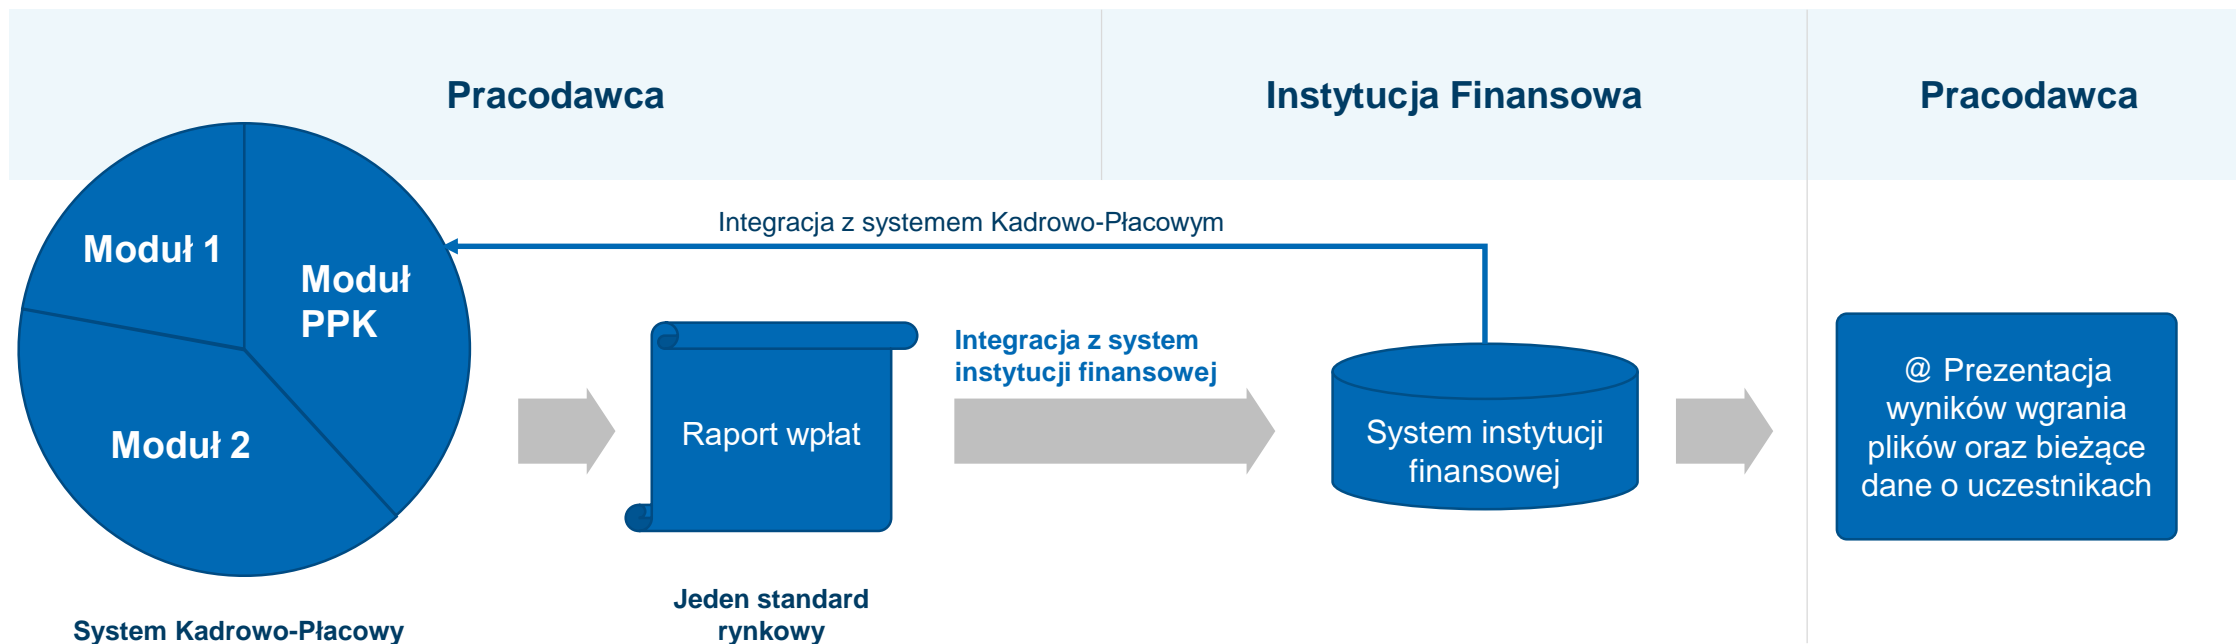 Pracodawca
Instytucja Finansowa
Pracodawca
Integracja z systemem Kadrowo-Płacowym
Moduł 1
Moduł
PPK
Moduł 2
System Kadrowo-Płacowy
Raport wpłat
Jeden standard
rynkowy
Integracja z system
instytucji finansowej
System instytucji
finansowej
@ Prezentacja
wyników wgrania
plików oraz bieżące
dane o uczestnikach